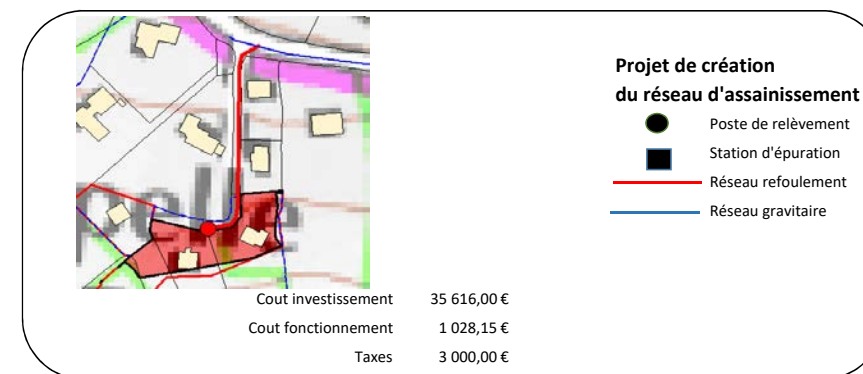 Projet de création
du réseau d'assainissement
Poste de relèvement
Station d'épuration
Réseau refoulement
Réseau gravitaire
Cout investissement 35 616,00 €
Cout fonctionnement 1 028,15 €
Taxes 3 000,00 €